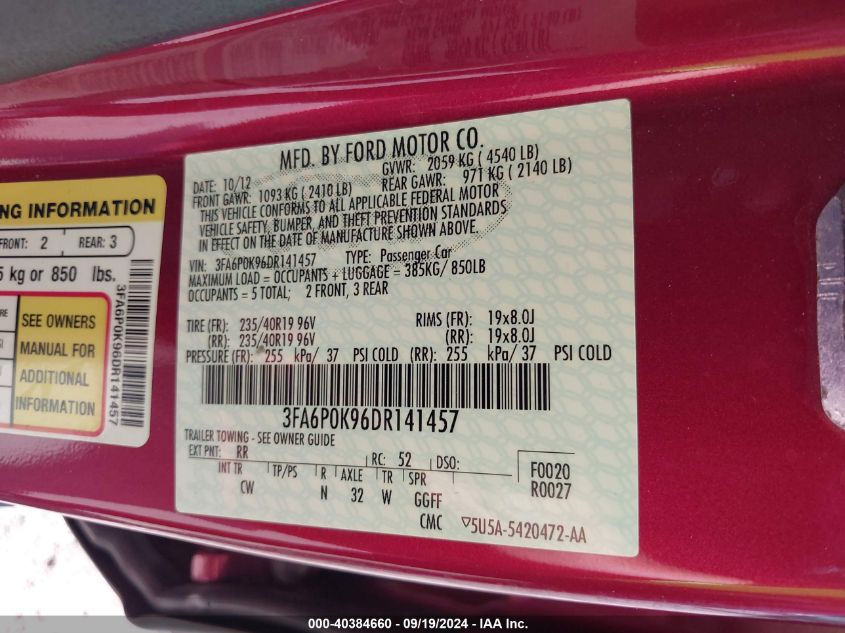 MFD. BY FORD MOTOR CO.
DATE: 10/12
GVWR: 2059 KG ( 4540 LB)
FRONT GAWR: 1093 KG ( 2410 LB)
REAR GAWR: 971 KG ( 2140 LB)
THIS VEHICLE CONFORMS TO ALL APPLICABLE FEDERAL MOTOR
VEHICLE SAFETY, BUMPER, AND THEFT PREVENTION STANDARDS
IN EFFECT ON THE DATE OF MANUFACTURE SHOWN ABOVE.
VIN: 3FA6P0K96DR141457 TYPE: Passenger Car
MAXIMUM LOAD = OCCUPANTS + LUGGAGE = 385KG/ 850LB
OCCUPANTS = 5 TOTAL; 2 FRONT, 3 REAR
TIRE (FR): 235/40R19 96V RIMS (FR): 19x8.0J
(RR): 235/40R19 96V (RR): 19x8.0J
PRESSURE (FR): 255 kPa/ 37 PSI COLD (RR): 255 kPa/ 37 PSI COLD
3FA6P0K96DR141457
TRAILER TOWING - SEE OWNER GUIDE
EXT PNT: RR RC: 52 DSO:
F0020
R0027
INT TR TP/PS R AXLE TR SPR
CW N 32 W GGFF
CMC ▽5U5A-5420472-AA
NG INFORMATION
FRONT: 2 REAR: 3
5 kg or 850 lbs.
SEE OWNERS
MANUAL FOR
ADDITIONAL
INFORMATION
3FA6P0K96DR141457
000-40384660 - 09/19/2024 - IAA Inc.